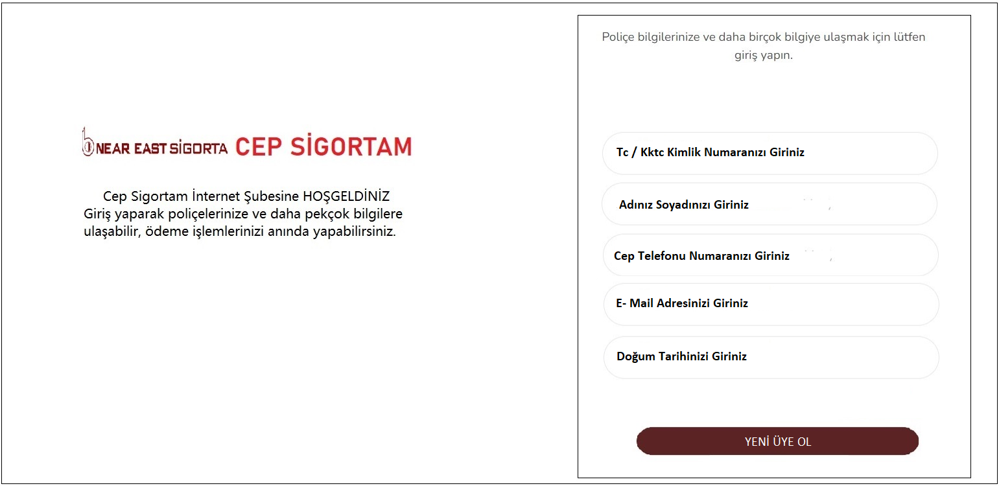 NEAR EAST SİGORTA CEP SİGORTAM
Cep Sigortam İnternet Şubesine HOŞGELDİNİZ
Giriş yaparak poliçelerinize ve daha pekçok bilgilere
ulaşabilir, ödeme işlemlerinizi anında yapabilirsiniz.
Poliçe bilgilerinize ve daha birçok bilgiye ulaşmak için lütfen
giriş yapın.
Tc / Kktc Kimlik Numaranızı Giriniz
Adınız Soyadınızı Giriniz
Cep Telefonu Numaranızı Giriniz
E- Mail Adresinizi Giriniz
Doğum Tarihinizi Giriniz
YENİ ÜYE OL